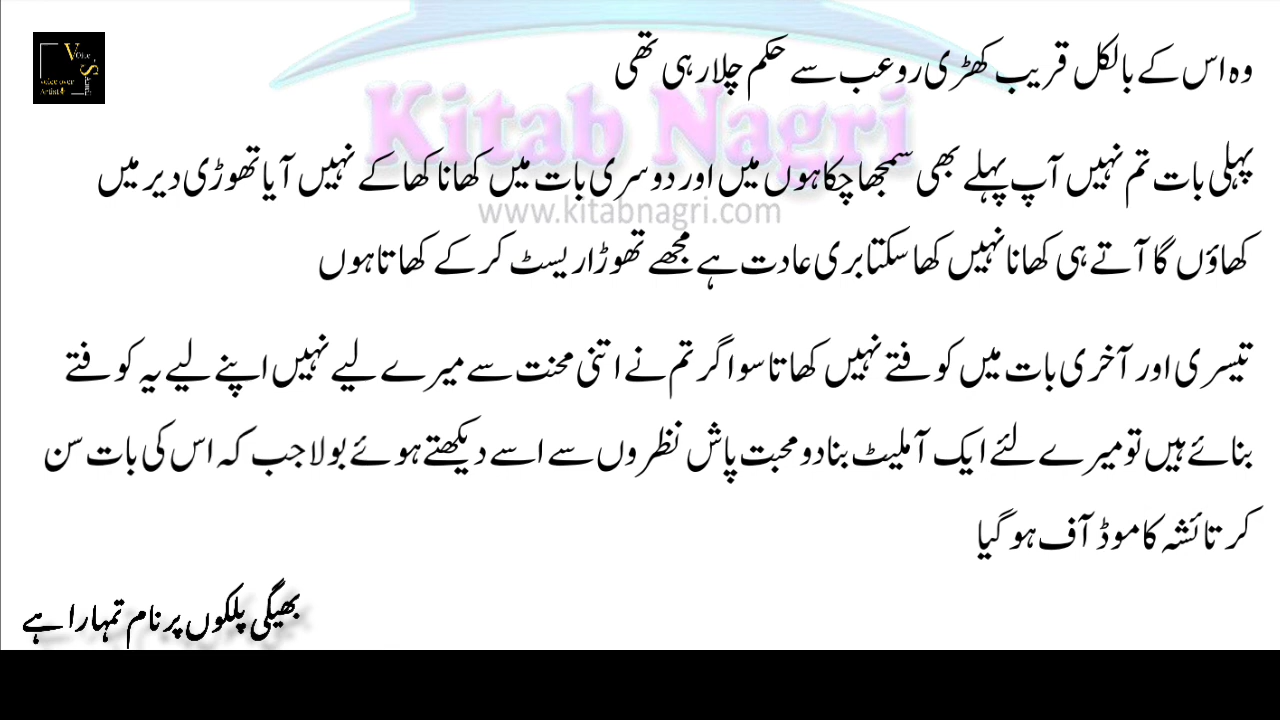 Voice
voice over
Artist
وہ اس کے بالکل قریب کھڑی روعب سے حکم چلا رہی تھی
Kitab Nagri
پہلی بات تم نہیں آپ پہلے بھی سمجھا چکا ہوں میں اور دوسری بات میں کھانا کھا کے نہیں آیا تھوڑی دیر میں
www.kitabnagri.com
کھاؤں گا آتے ہی کھانا نہیں کھا سکتا بری عادت ہے مجھے تھوڑا ریسٹ کر کے کھاتا ہوں
تیسری اور آخری بات میں کوفتے نہیں کھاتا سو اگر تم نے اتنی محنت سے میرے لیے نہیں اپنے لیے یہ کوفتے
بنائے ہیں تو میرے لئے ایک آملیٹ بنا دو محبت پاش نظروں سے اسے دیکھتے ہوئے بولا جب کہ اس کی بات سن
کر تائشہ کا موڈ آف ہو گیا
بھیگی پلکوں پر نام تمہارا ہے